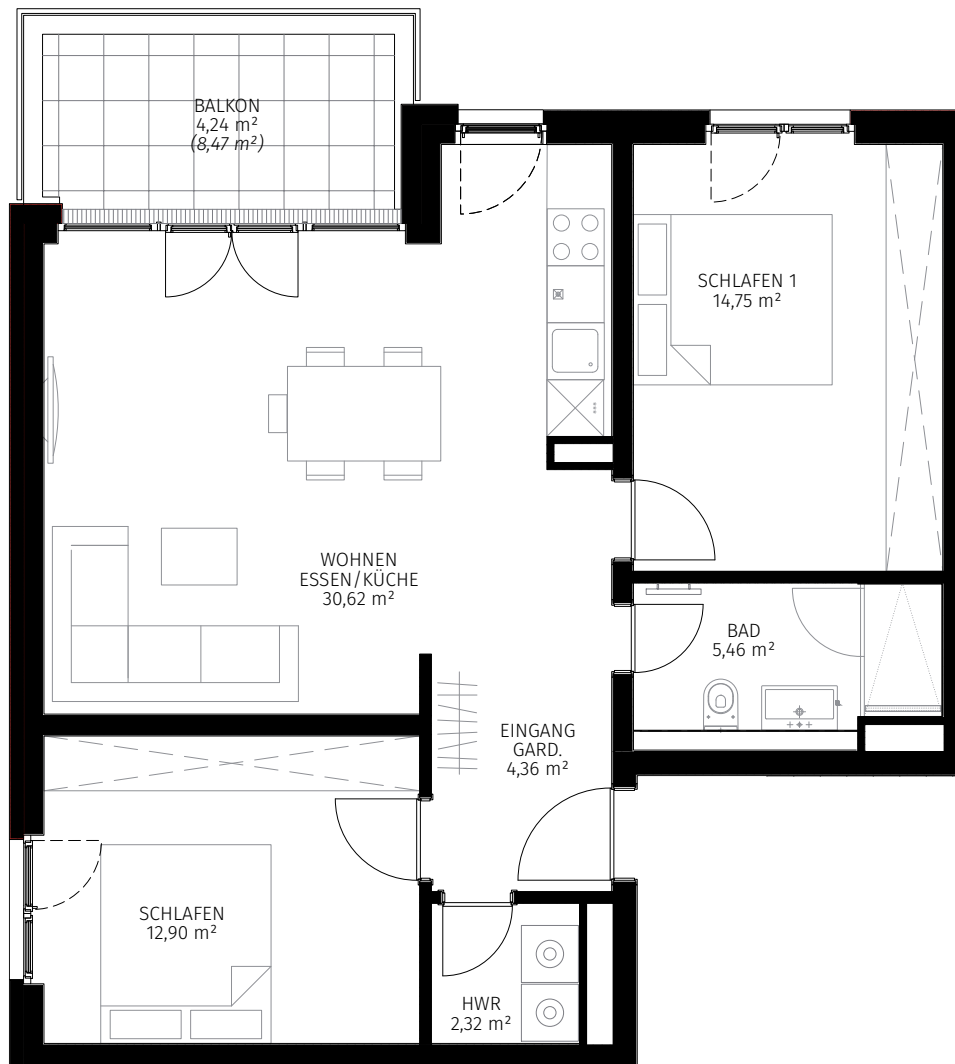 BALKON
4,24 m²
(8,47 m²)
SCHLAFEN 1
14,75 m²
WOHNEN
ESSEN/KÜCHE
30,62 m²
BAD
5,46 m²
EINGANG
GARD.
4,36 m²
SCHLAFEN
12,90 m²
HWR
2,32 m²